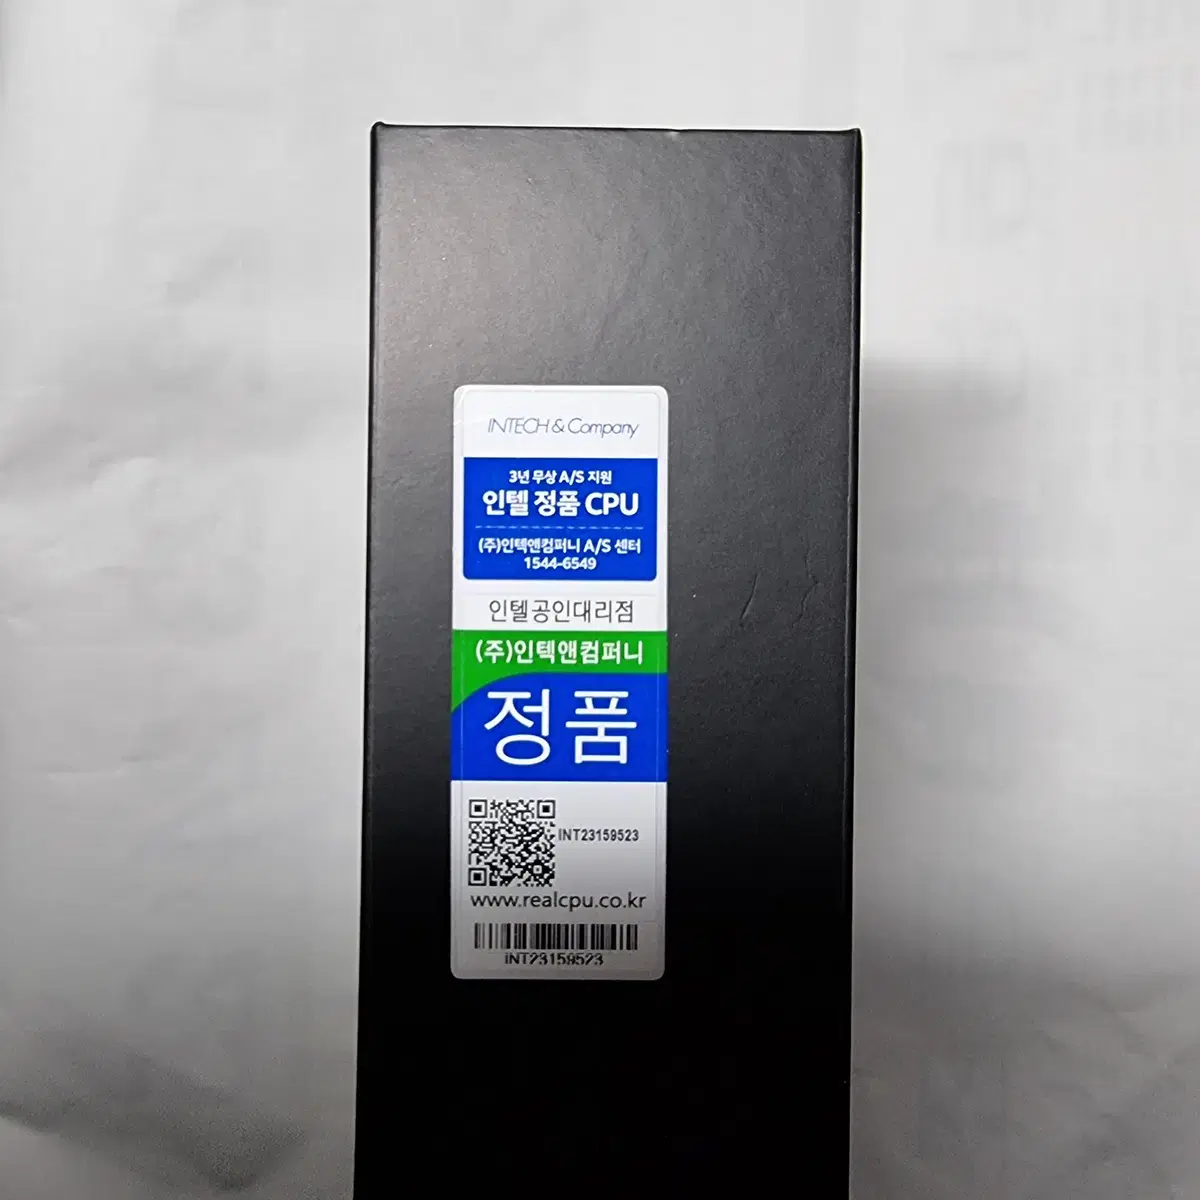 INTECH & Company
3년 무상 A/S 지원
인텔 정품 CPU
(주)인텍앤컴퍼니 A/S 센터
1544-6549
인텔공인대리점
(주)인텍앤컴퍼니
정품
INT23159523
www.realcpu.co.kr
INT23159523